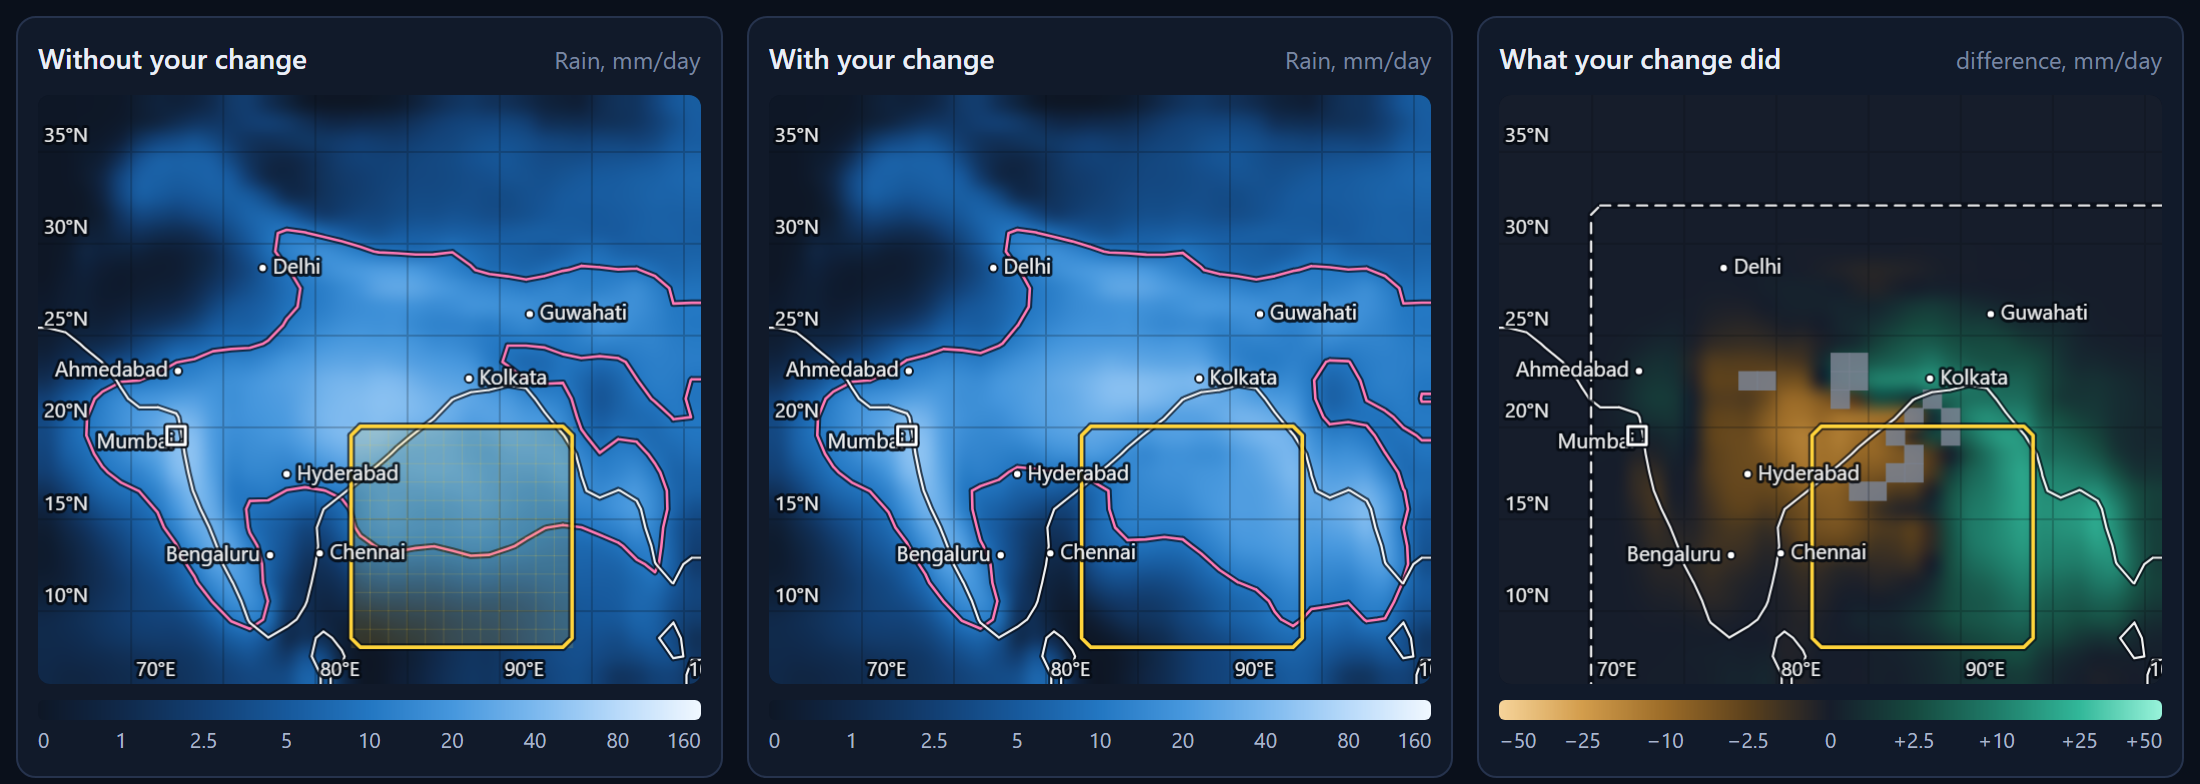 Without your change
Rain, mm/day
35°N
30°N
25°N
20°N
15°N
10°N
Delhi
Guwahati
Ahmedabad
Kolkata
Mumbai
Hyderabad
Bengaluru
Chennai
70°E
80°E
90°E
0 1 2.5 5 10 20 40 80 160
With your change
Rain, mm/day
35°N
30°N
25°N
20°N
15°N
10°N
Delhi
Guwahati
Ahmedabad
Kolkata
Mumbai
Hyderabad
Bengaluru
Chennai
70°E
80°E
90°E
0 1 2.5 5 10 20 40 80 160
What your change did
difference, mm/day
35°N
30°N
25°N
20°N
15°N
10°N
Delhi
Guwahati
Ahmedabad
Kolkata
Mumbai
Hyderabad
Bengaluru
Chennai
70°E
80°E
90°E
−50 −25 −10 −2.5 0 +2.5 +10 +25 +50